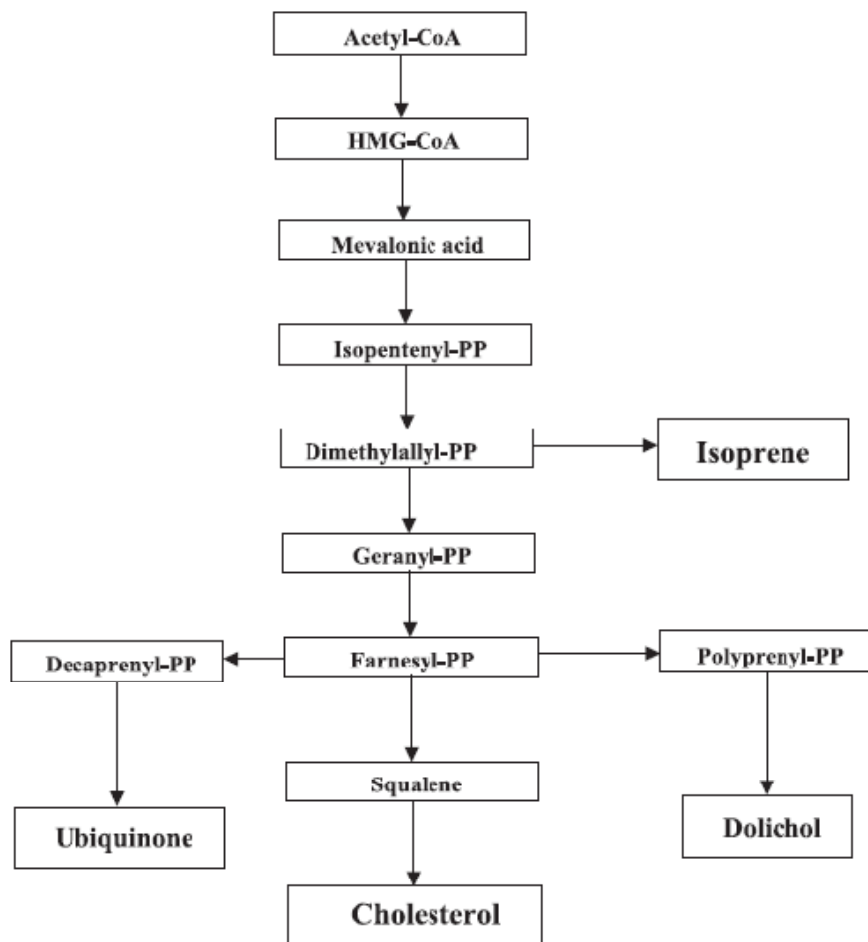 Acetyl-CoA
HMG-CoA
Mevalonic acid
Isopentenyl-PP
Dimethylallyl-PP
Isoprene
Geranyl-PP
Decaprenyl-PP
Farnesyl-PP
Polyprenyl-PP
Squalene
Ubiquinone
Dolichol
Cholesterol